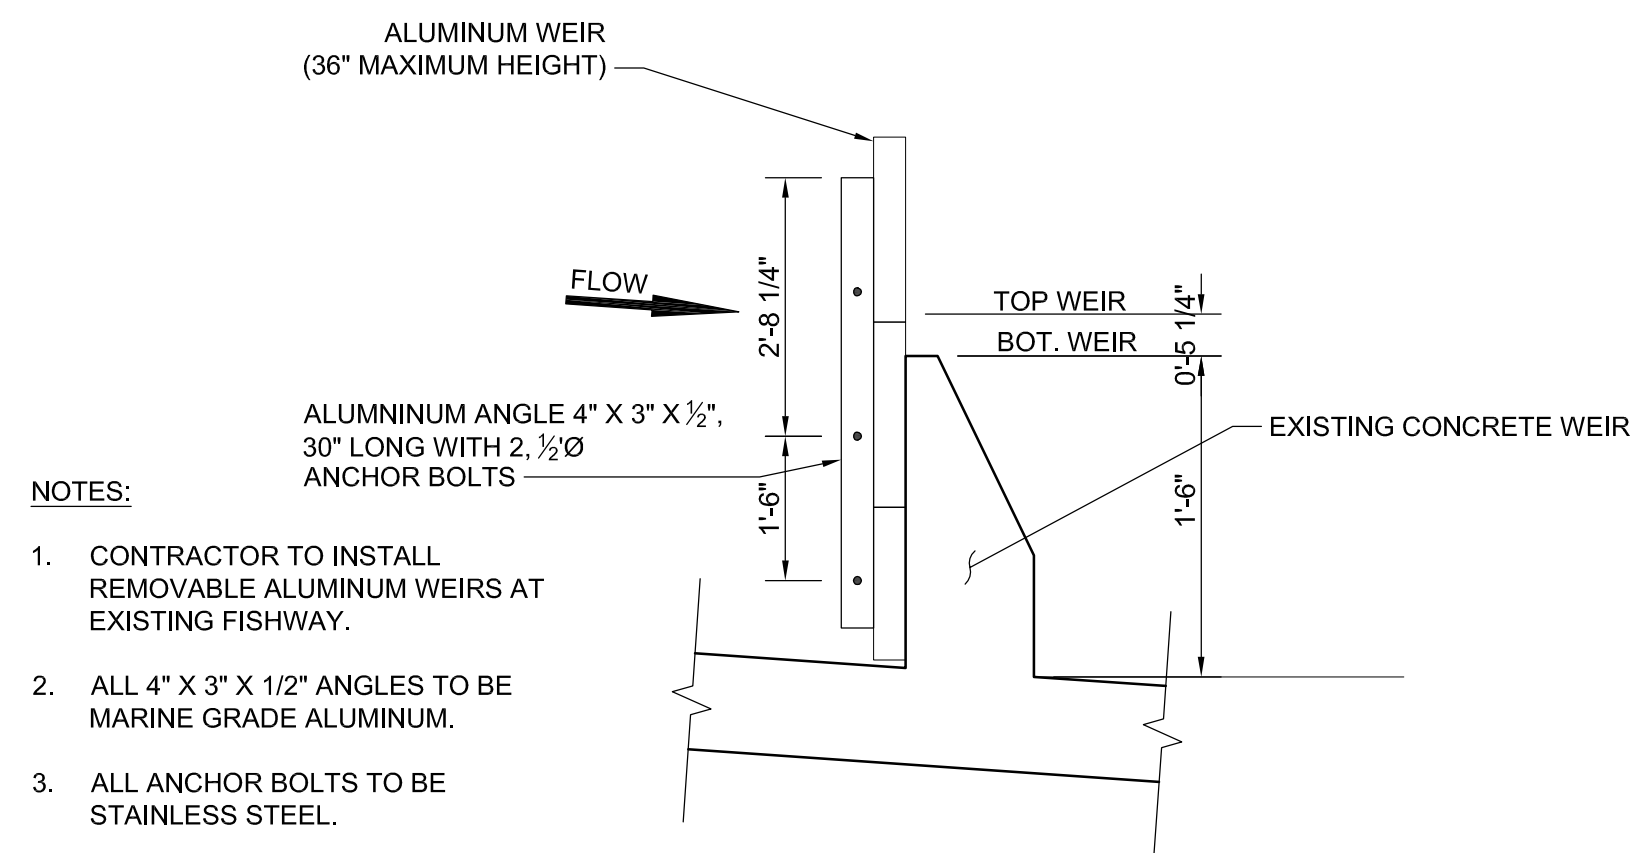 ALUMINUM WEIR
(36" MAXIMUM HEIGHT)
FLOW
2'-8 1/4"
TOP WEIR
BOT. WEIR
0'-5 1/4"
ALUMNINUM ANGLE 4" X 3" X ½",
30" LONG WITH 2, ½'Ø
ANCHOR BOLTS
1'-6"
EXISTING CONCRETE WEIR
1'-6"
NOTES:
1. CONTRACTOR TO INSTALL
REMOVABLE ALUMINUM WEIRS AT
EXISTING FISHWAY.
2. ALL 4" X 3" X 1/2" ANGLES TO BE
MARINE GRADE ALUMINUM.
3. ALL ANCHOR BOLTS TO BE
STAINLESS STEEL.